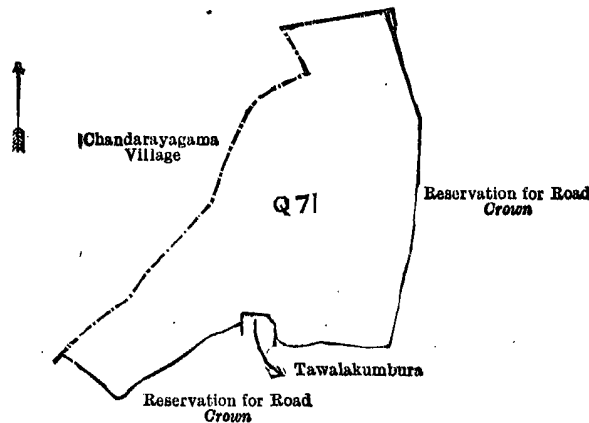 Chandarayagama
Village
Q 71
Reservation for Road
Crown
Tawalakumbura
Reservation for Road
Crown